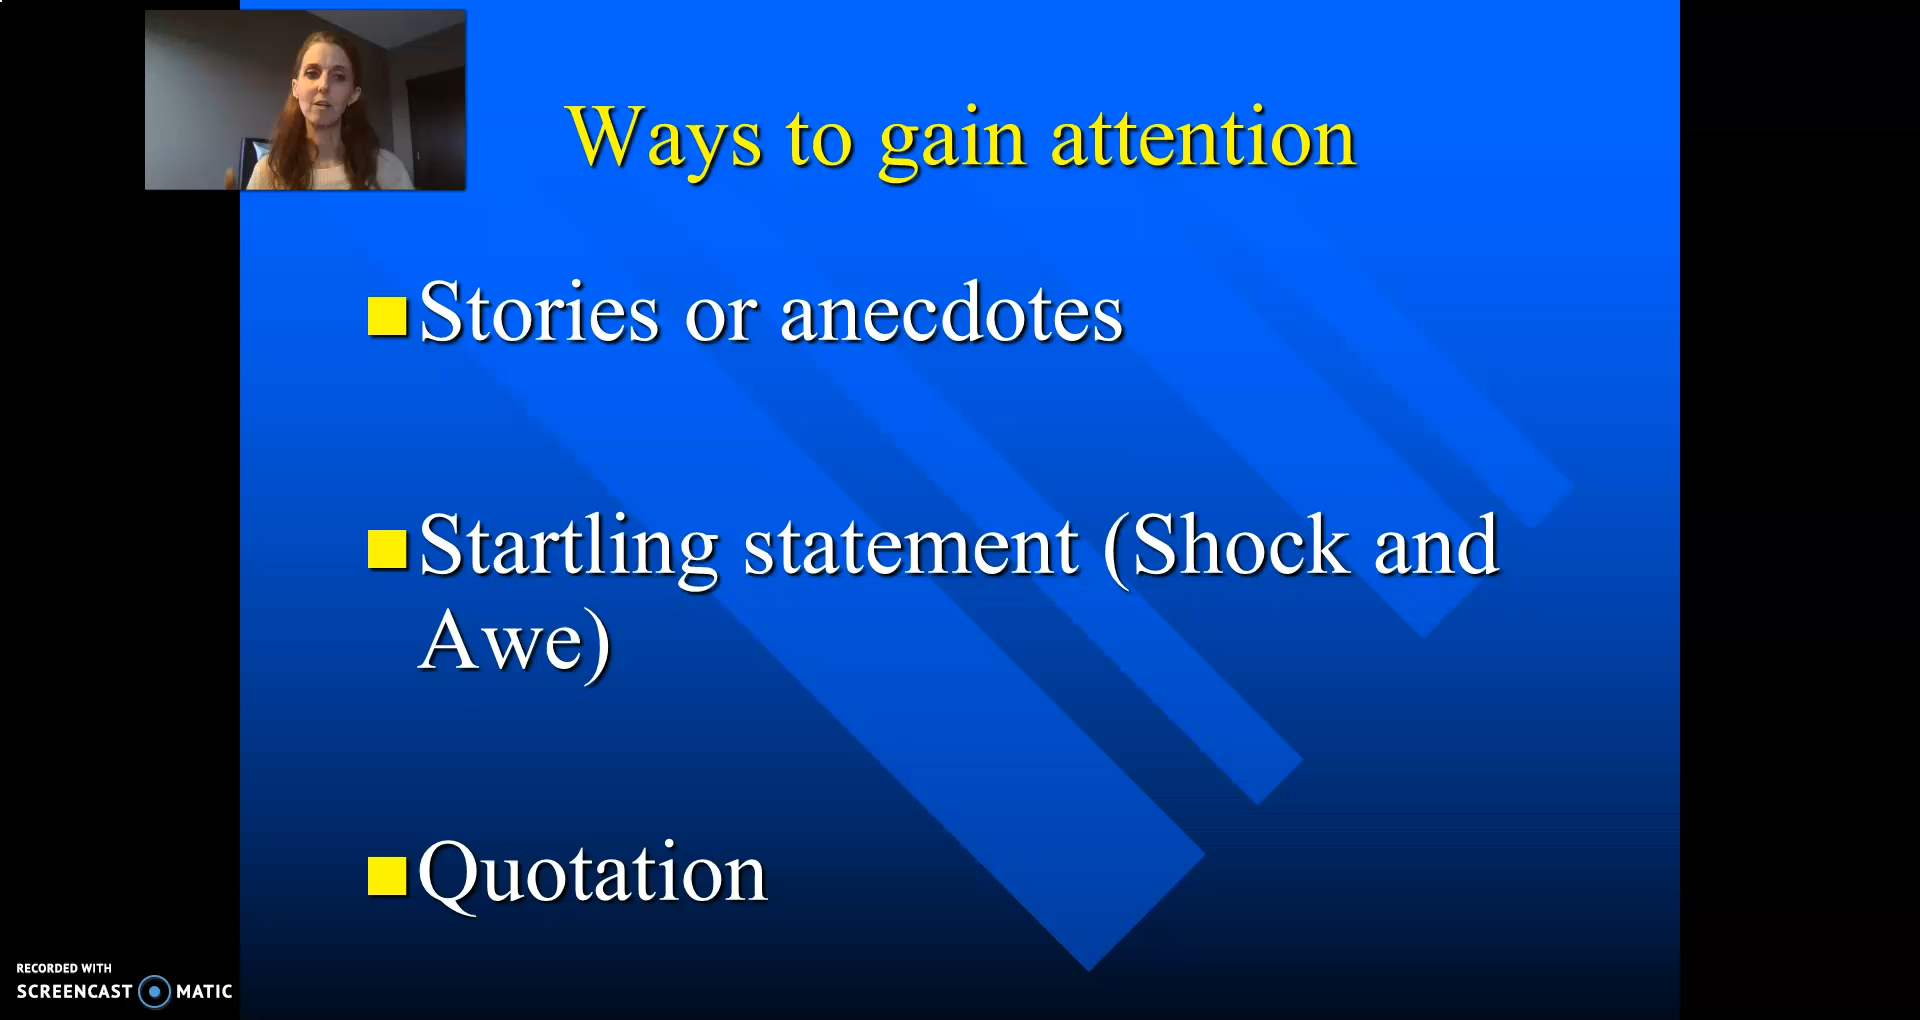 Ways to gain attention
Stories or anecdotes
Startling statement (Shock and
Awe)
Quotation
RECORDED WITH
SCREENCAST MATIC